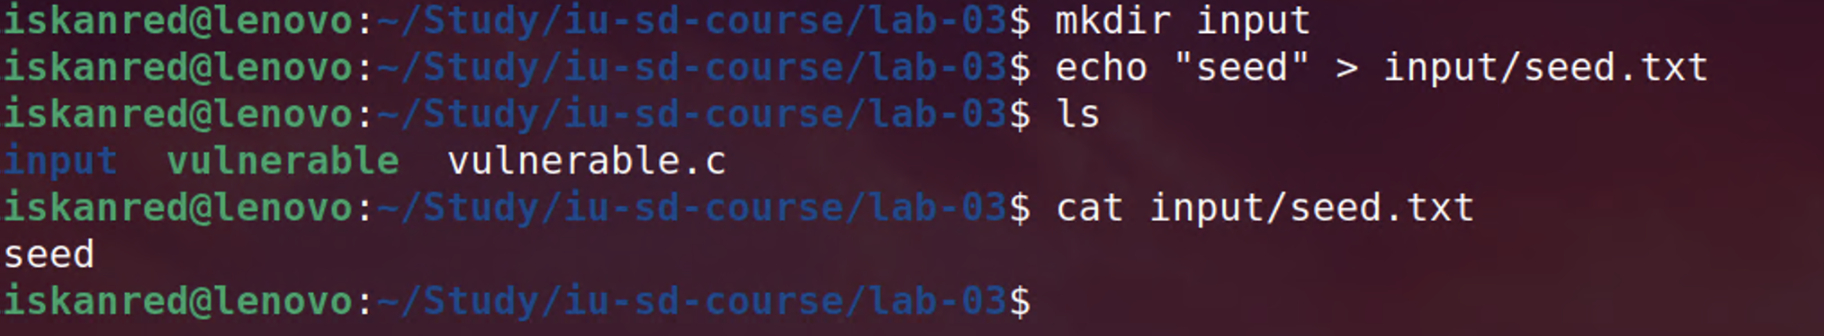 iskanred@lenovo:~/Study/iu-sd-course/lab-03$ mkdir input
iskanred@lenovo:~/Study/iu-sd-course/lab-03$ echo "seed" > input/seed.txt
iskanred@lenovo:~/Study/iu-sd-course/lab-03$ ls
input  vulnerable  vulnerable.c
iskanred@lenovo:~/Study/iu-sd-course/lab-03$ cat input/seed.txt
seed
iskanred@lenovo:~/Study/iu-sd-course/lab-03$